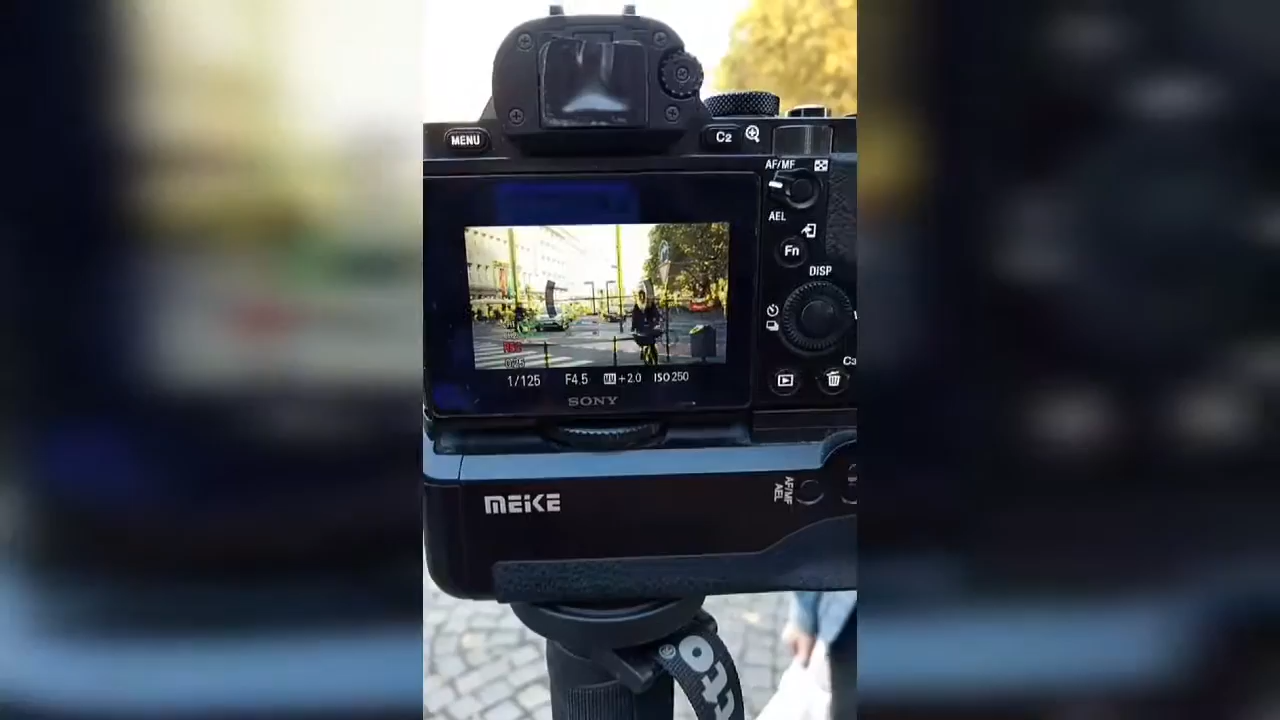 MENU
C2
AF/MF
AEL
Fn
DISP
C3
1/125 F4.5 +2.0 ISO 250
SONY
MEIKE
AF/MF
AEL
tto